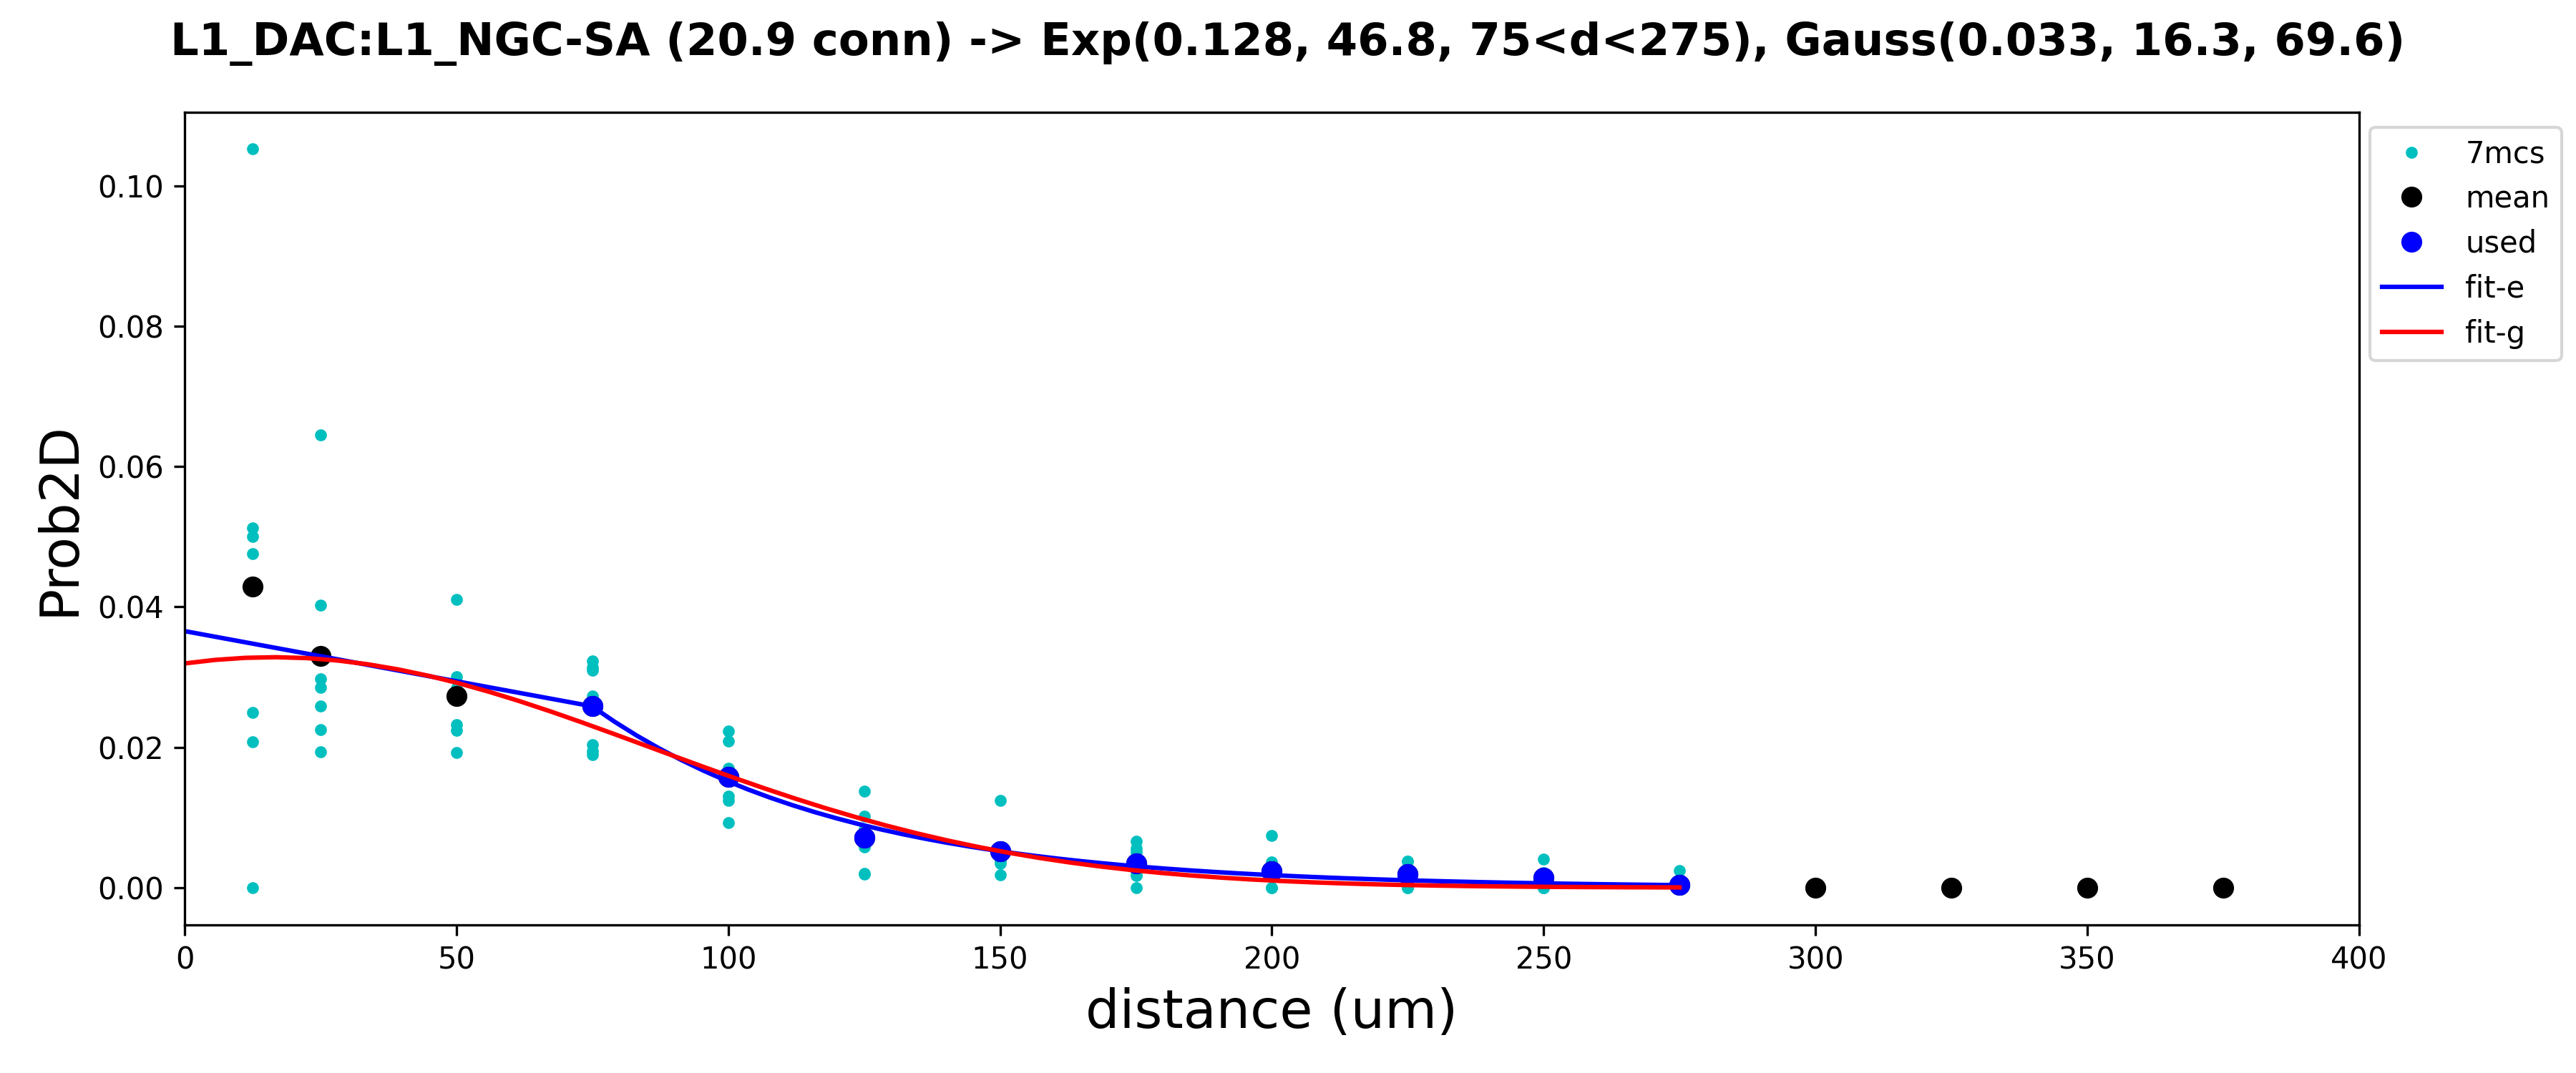 L1_DAC:L1_NGC-SA (20.9 conn) -> Exp(0.128, 46.8, 75<d<275), Gauss(0.033, 16.3, 69.6)
7mcs
mean
used
fit-e
fit-g
Prob2D
0.10
0.08
0.06
0.04
0.02
0.00
0 50 100 150 200 250 300 350 400
distance (um)